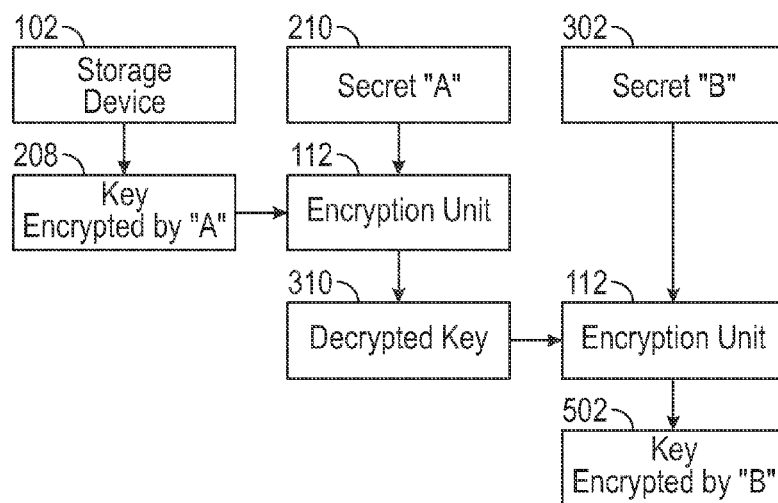 102
210
302
Storage
Device
Secret "A"
Secret "B"
208
112
Key
Encrypted by "A"
Encryption Unit
310
112
Decrypted Key
Encryption Unit
502
Key
Encrypted by "B"